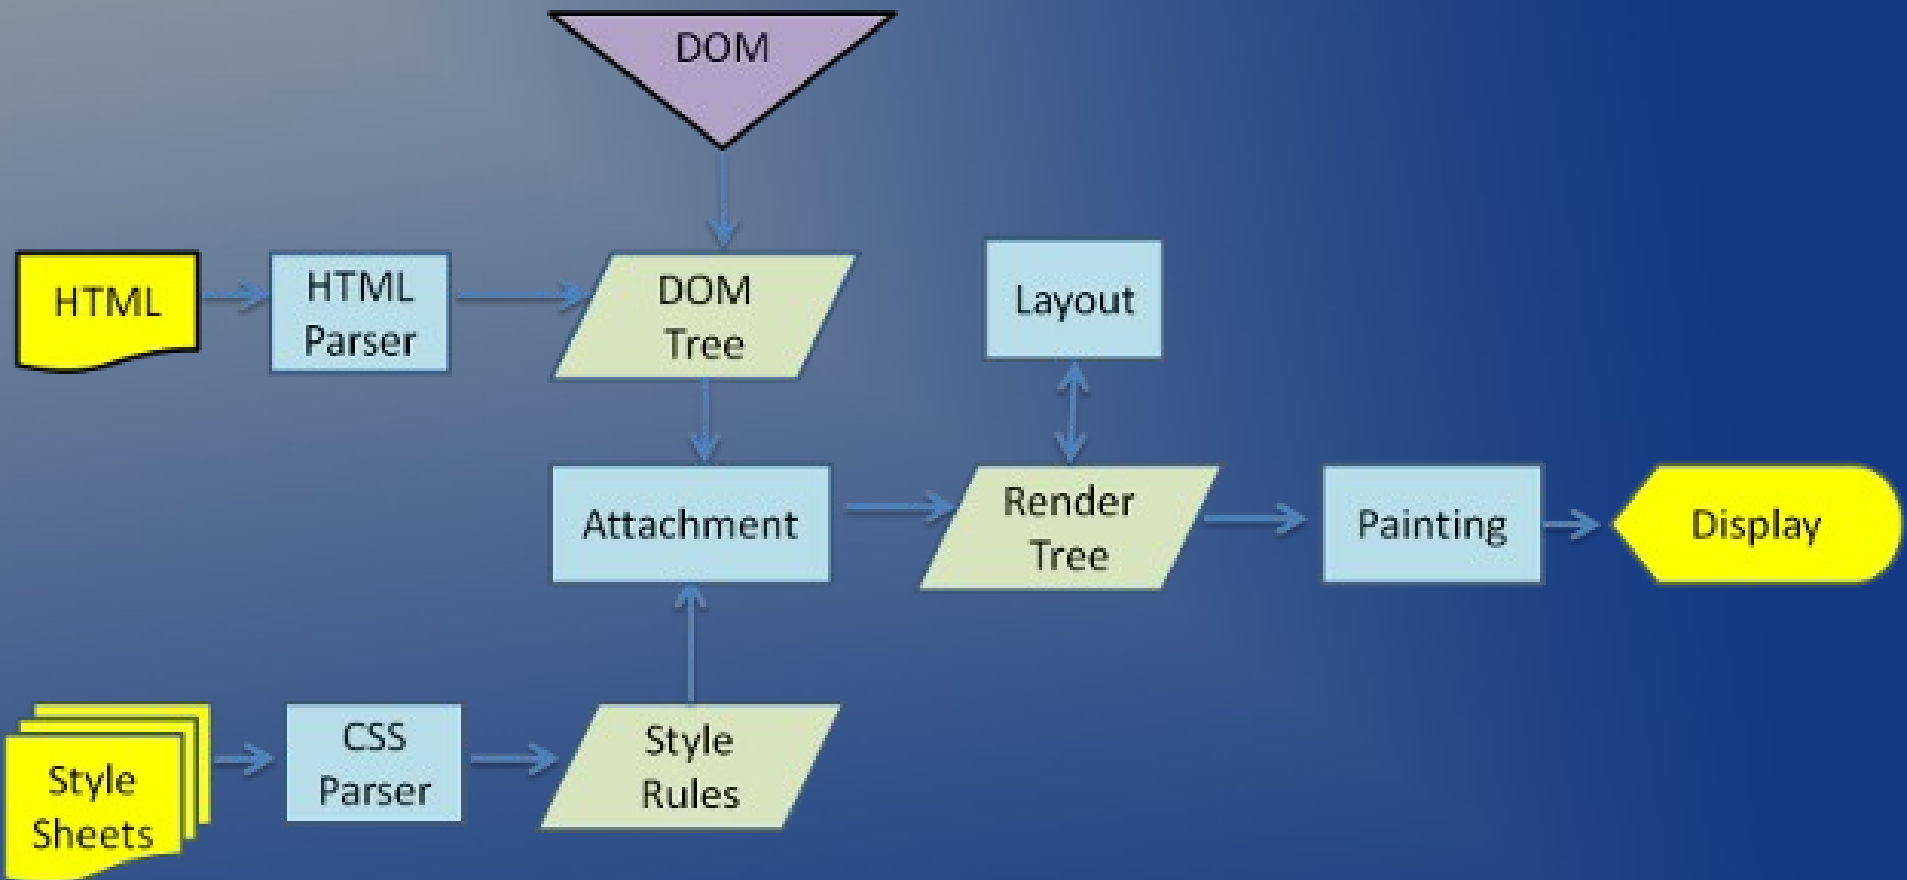 DOM
HTML
HTML
Parser
DOM
Tree
Layout
Attachment
Render
Tree
Painting
Display
Style
Sheets
CSS
Parser
Style
Rules